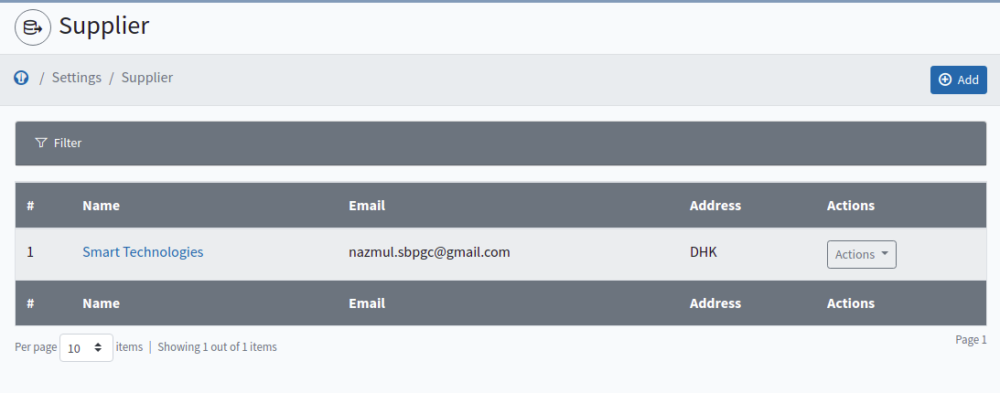 Supplier
/ Settings / Supplier
Add
Filter
# Name Email Address Actions
1 Smart Technologies nazmul.sbpgc@gmail.com DHK Actions
# Name Email Address Actions
Per page 10 items | Showing 1 out of 1 items
Page 1